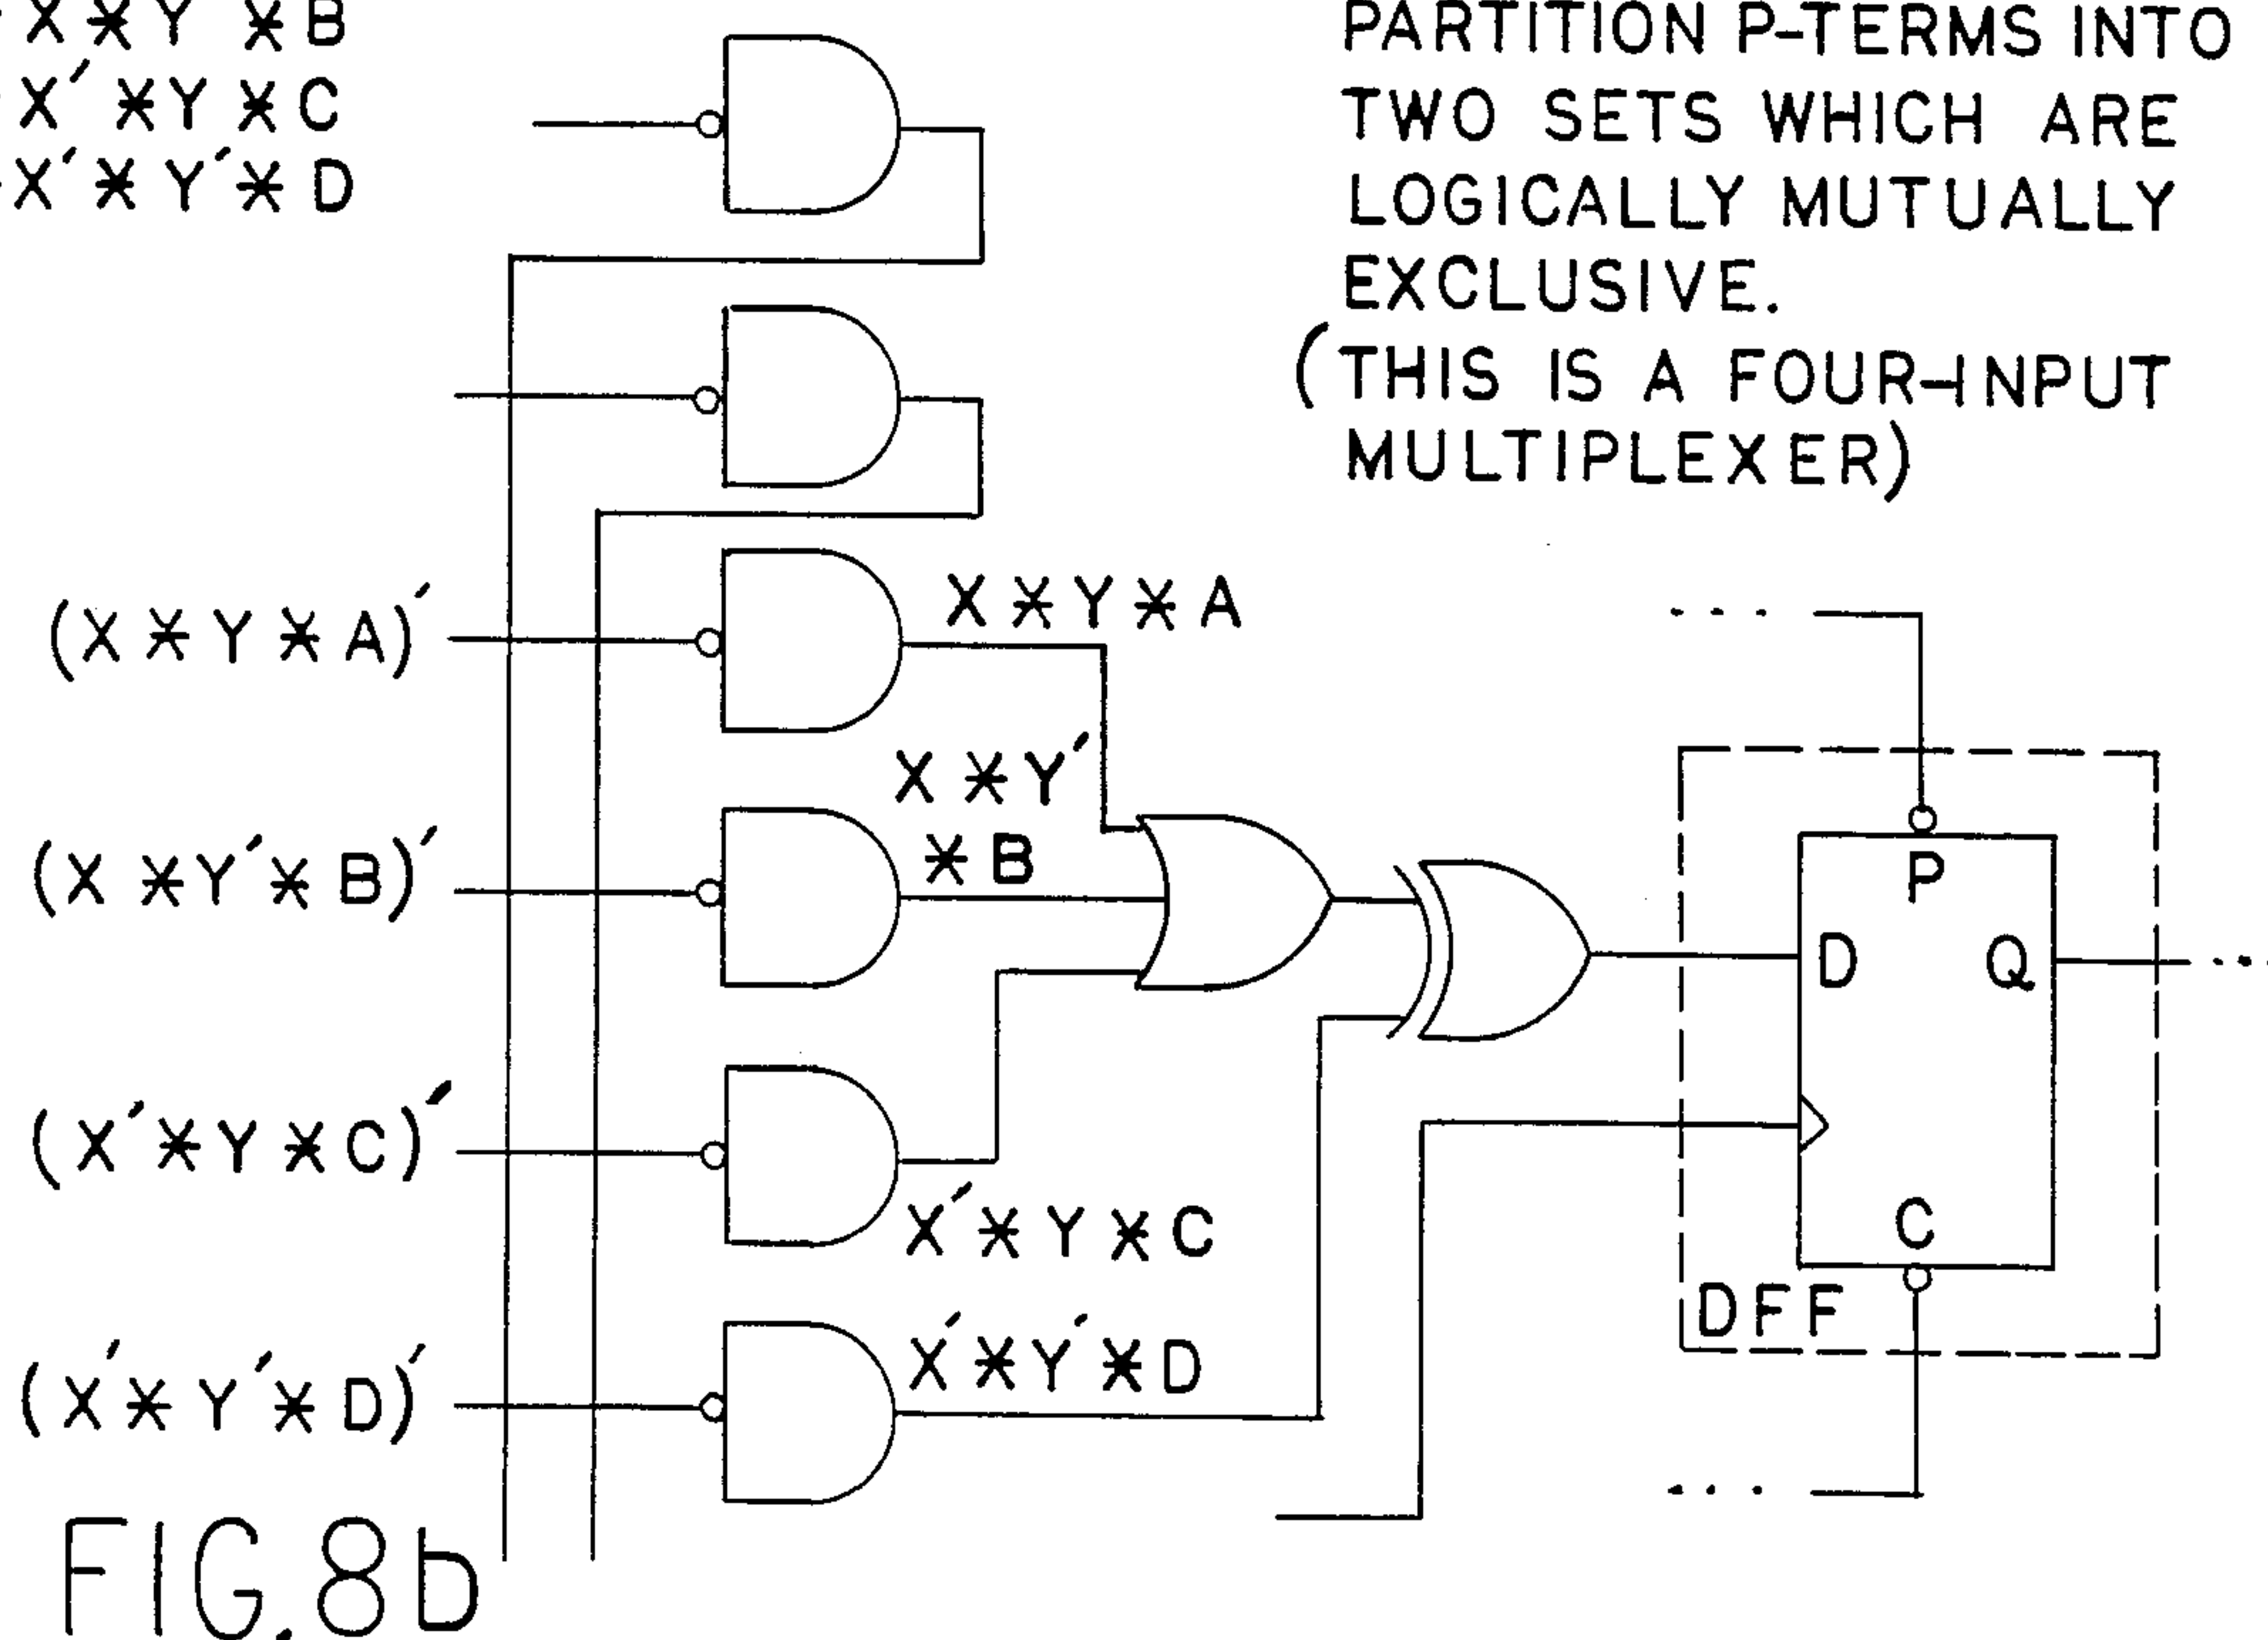 X * Y * B
X' * Y * C
X' * Y' * D
PARTITION P-TERMS INTO
TWO SETS WHICH ARE
LOGICALLY MUTUALLY
EXCLUSIVE.
(THIS IS A FOUR-INPUT
MULTIPLEXER)
(X * Y * A)'
X * Y * A
(X * Y' * B)'
X * Y'
* B
(X' * Y * C)'
X' * Y * C
(X' * Y' * D)'
X' * Y' * D
...
P
D
Q
...
C
DFF
...
FIG.8b